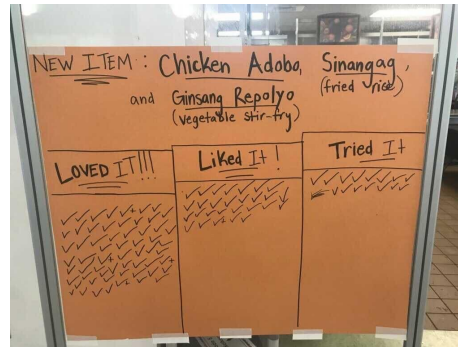 NEW ITEM : Chicken Adobo, Sinangag,
(fried rice)
and Ginsang Repolyo
(vegetable stir-fry)
LOVED IT!!!
Liked It !
Tried It